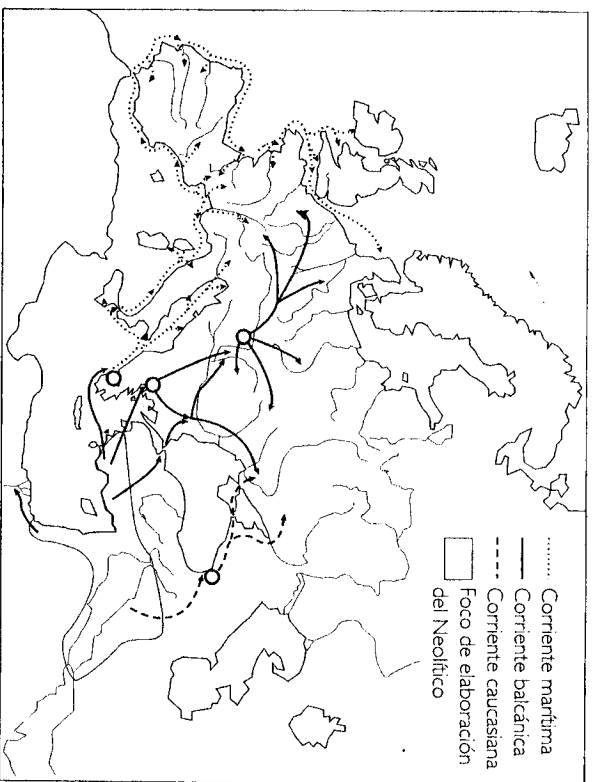 Corriente marítima
Corriente balcánica
Corriente caucasiana
Foco de elaboración
del Neolítico